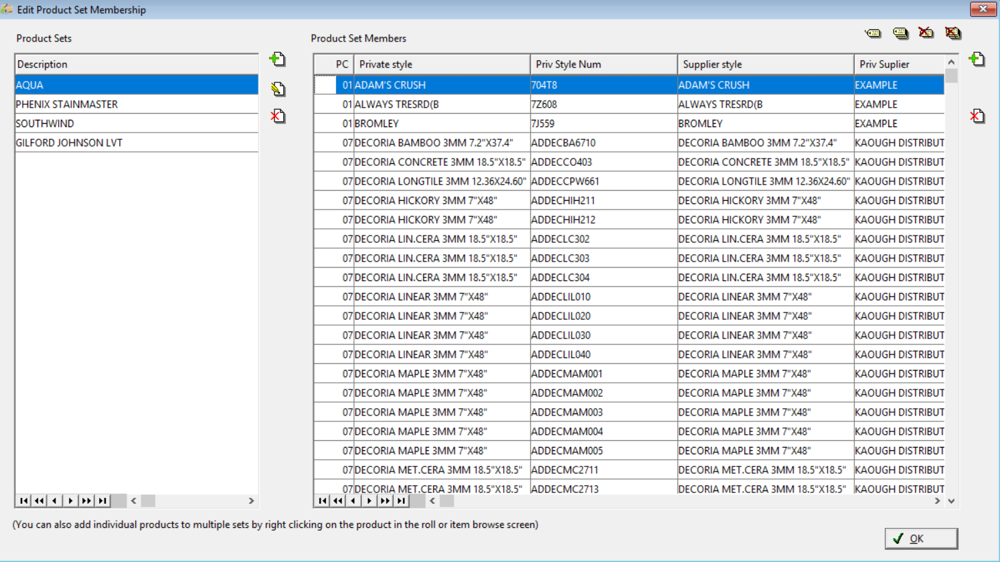 Edit Product Set Membership
Product Sets
Product Set Members
Description
AQUA
PHENIX STAINMASTER
SOUTHWIND
GILFORD JOHNSON LVT
PC Private style Priv Style Num Supplier style Priv Suplier
01 ADAM'S CRUSH 704T8 ADAM'S CRUSH EXAMPLE
01 ALWAYS TRESRD(B 7Z608 ALWAYS TRESRD(B EXAMPLE
01 BROMLEY 7J559 BROMLEY EXAMPLE
07 DECORIA BAMBOO 3MM 7.2"X37.4" ADDECBA6710 DECORIA BAMBOO 3MM 7.2"X37.4" KAOUGH DISTRIBUT
07 DECORIA CONCRETE 3MM 18.5"X18.5" ADDECCO403 DECORIA CONCRETE 3MM 18.5"X18.5" KAOUGH DISTRIBUT
07 DECORIA LONGTILE 3MM 12.36X24.60" ADDECCPW661 DECORIA LONGTILE 3MM 12.36X24.60" KAOUGH DISTRIBUT
07 DECORIA HICKORY 3MM 7"X48" ADDECHIH211 DECORIA HICKORY 3MM 7"X48" KAOUGH DISTRIBUT
07 DECORIA HICKORY 3MM 7"X48" ADDECHIH212 DECORIA HICKORY 3MM 7"X48" KAOUGH DISTRIBUT
07 DECORIA LIN.CERA 3MM 18.5"X18.5" ADDECLC302 DECORIA LIN.CERA 3MM 18.5"X18.5" KAOUGH DISTRIBUT
07 DECORIA LIN.CERA 3MM 18.5"X18.5" ADDECLC303 DECORIA LIN.CERA 3MM 18.5"X18.5" KAOUGH DISTRIBUT
07 DECORIA LIN.CERA 3MM 18.5"X18.5" ADDECLC304 DECORIA LIN.CERA 3MM 18.5"X18.5" KAOUGH DISTRIBUT
07 DECORIA LINEAR 3MM 7"X48" ADDECLIL010 DECORIA LINEAR 3MM 7"X48" KAOUGH DISTRIBUT
07 DECORIA LINEAR 3MM 7"X48" ADDECLIL020 DECORIA LINEAR 3MM 7"X48" KAOUGH DISTRIBUT
07 DECORIA LINEAR 3MM 7"X48" ADDECLIL030 DECORIA LINEAR 3MM 7"X48" KAOUGH DISTRIBUT
07 DECORIA LINEAR 3MM 7"X48" ADDECLIL040 DECORIA LINEAR 3MM 7"X48" KAOUGH DISTRIBUT
07 DECORIA MAPLE 3MM 7"X48" ADDECMAM001 DECORIA MAPLE 3MM 7"X48" KAOUGH DISTRIBUT
07 DECORIA MAPLE 3MM 7"X48" ADDECMAM002 DECORIA MAPLE 3MM 7"X48" KAOUGH DISTRIBUT
07 DECORIA MAPLE 3MM 7"X48" ADDECMAM003 DECORIA MAPLE 3MM 7"X48" KAOUGH DISTRIBUT
07 DECORIA MAPLE 3MM 7"X48" ADDECMAM004 DECORIA MAPLE 3MM 7"X48" KAOUGH DISTRIBUT
07 DECORIA MAPLE 3MM 7"X48" ADDECMAM005 DECORIA MAPLE 3MM 7"X48" KAOUGH DISTRIBUT
07 DECORIA MET.CERA 3MM 18.5"X18.5" ADDECMC2711 DECORIA MET.CERA 3MM 18.5"X18.5" KAOUGH DISTRIBUT
07 DECORIA MET.CERA 3MM 18.5"X18.5" ADDECMC2713 DECORIA MET.CERA 3MM 18.5"X18.5" KAOUGH DISTRIBUT
(You can also add individual products to multiple sets by right clicking on the product in the roll or item browse screen)
OK